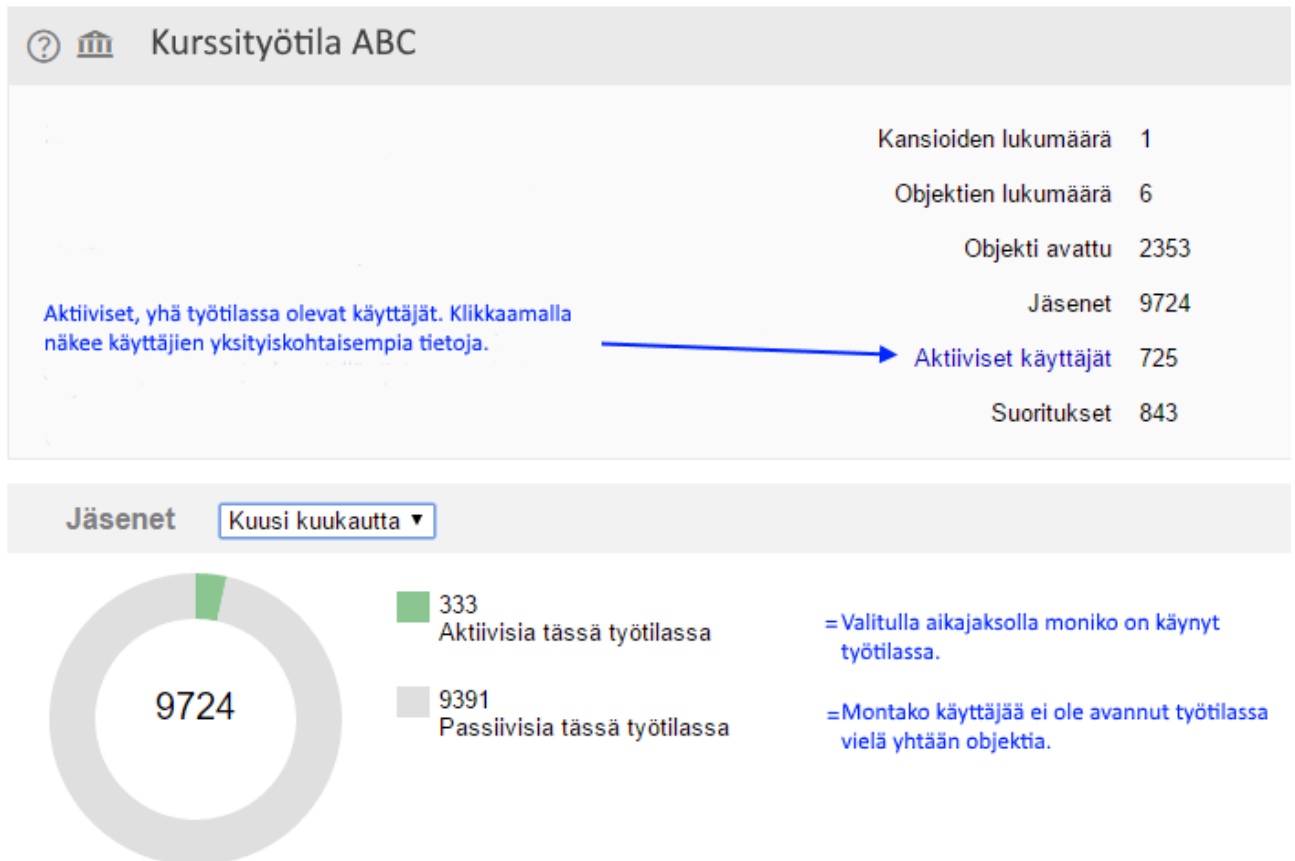 Kurssityötila ABC
Kansioiden lukumäärä 1
Objektien lukumäärä 6
Objekti avattu 2353
Jäsenet 9724
Aktiiviset, yhä työtilassa olevat käyttäjät. Klikkaamalla
näkee käyttäjien yksityiskohtaisempia tietoja.
Aktiiviset käyttäjät 725
Suoritukset 843
Jäsenet Kuusi kuukautta
9724
333
Aktiivisia tässä työtilassa
=Valitulla aikajaksolla moniko on käynyt
työtilassa.
9391
Passiivisia tässä työtilassa
=Montako käyttäjää ei ole avannut työtilassa
vielä yhtään objektia.